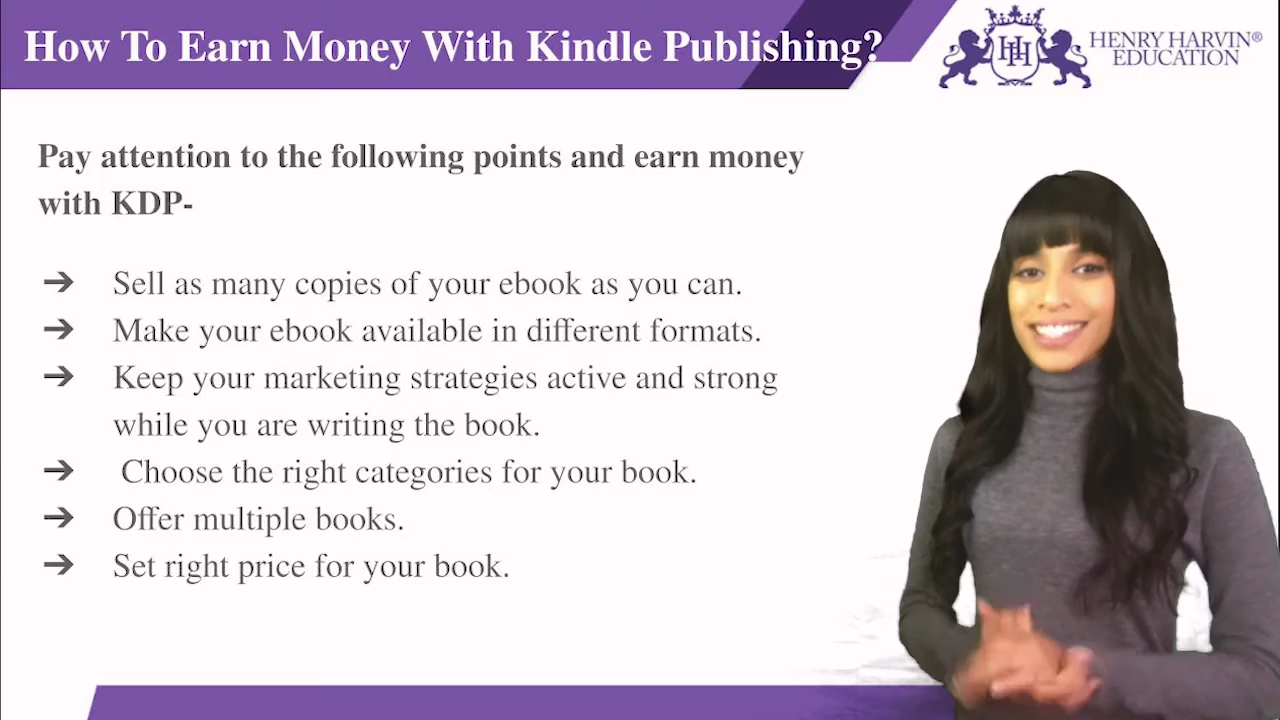 How To Earn Money With Kindle Publishing?
HENRY HARVIN®
EDUCATION
Pay attention to the following points and earn money
with KDP-
➔ Sell as many copies of your ebook as you can.
➔ Make your ebook available in different formats.
➔ Keep your marketing strategies active and strong
while you are writing the book.
➔ Choose the right categories for your book.
➔ Offer multiple books.
➔ Set right price for your book.